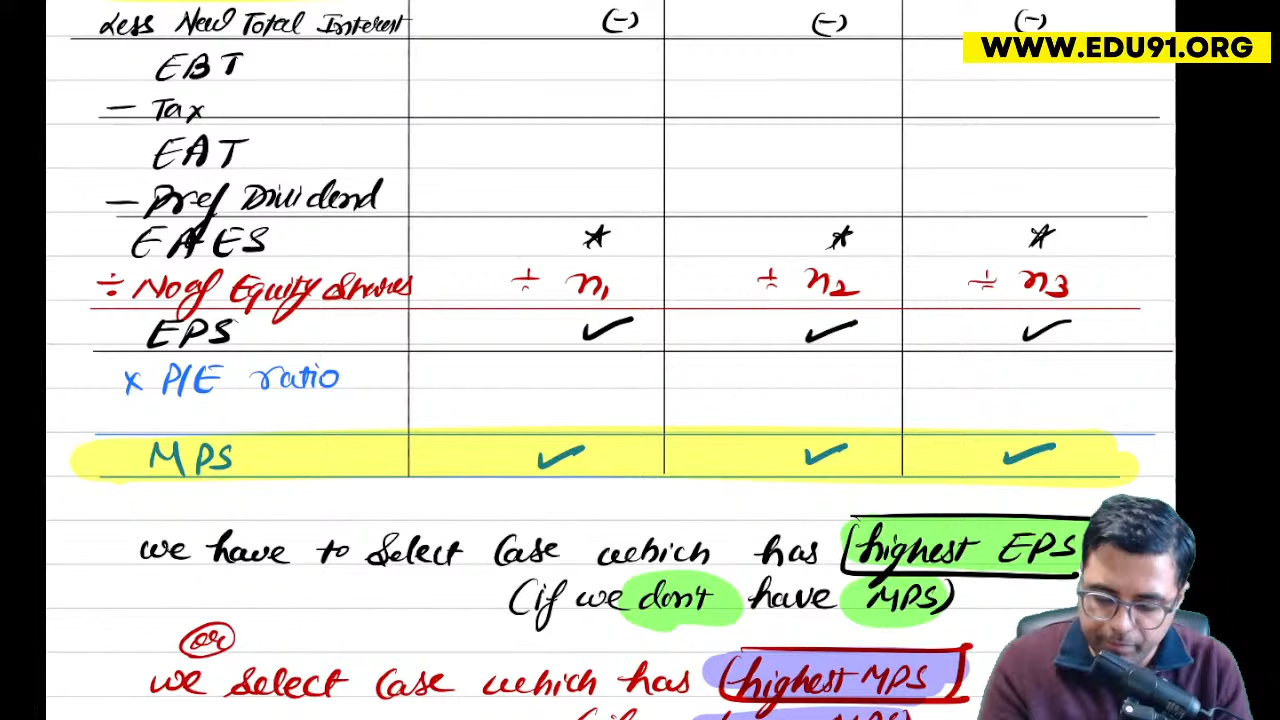 Less New Total Interest (-) (-) (-)
WWW.EDU91.ORG
EBT
- Tax
EAT
- Pref Dividend
EAES * * *
÷ No of Equity Shares ÷ n1 ÷ n2 ÷ n3
EPS ✓ ✓ ✓
x P/E ratio
MPS ✓ ✓ ✓
we have to select Case which has highest EPS
(if we don't have MPS)
or
we select Case which has highest MPS